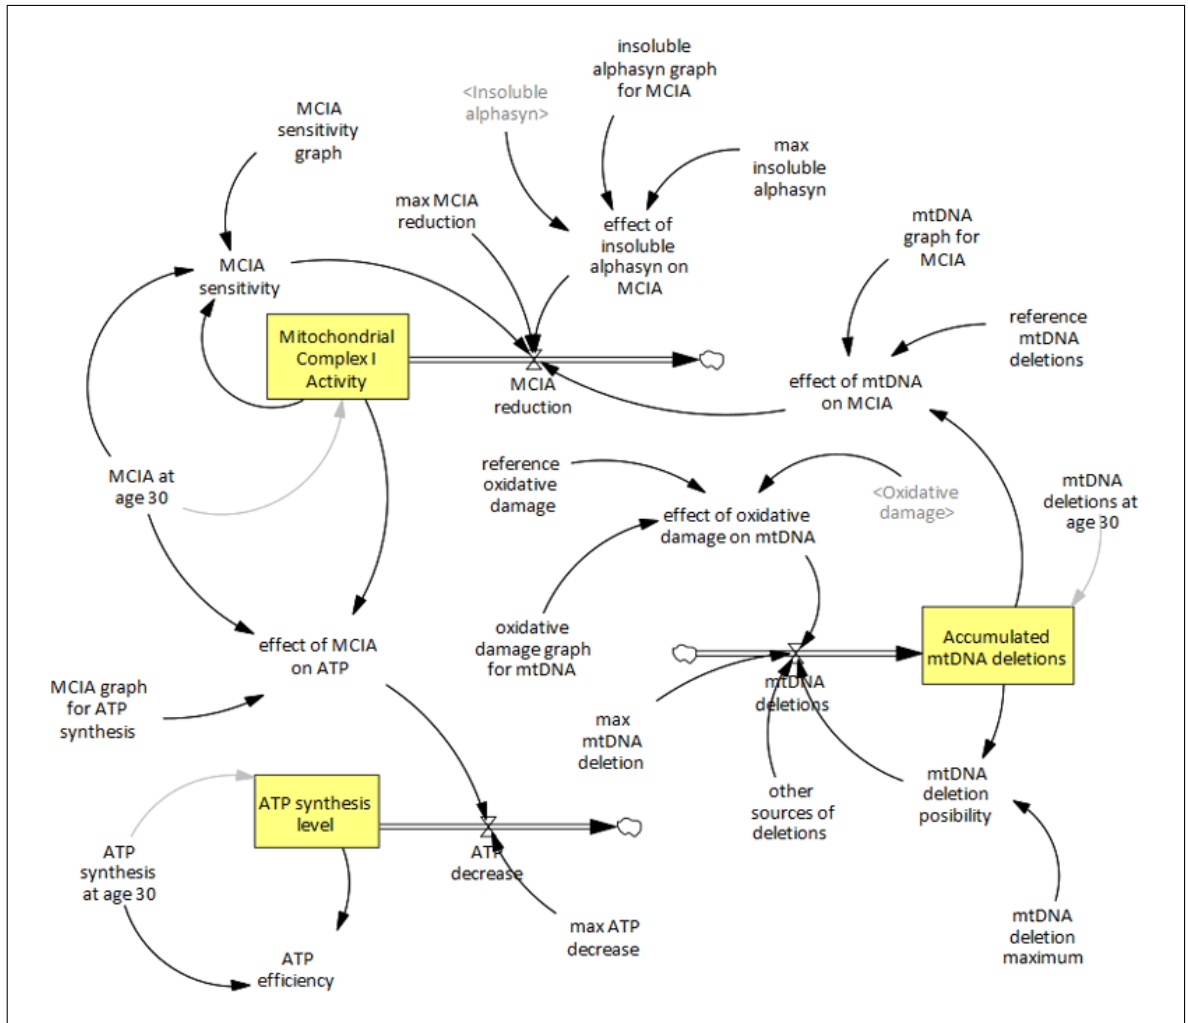 insoluble
alphasyn graph
for MCIA
<Insoluble
alphasyn>
MCIA
sensitivity
graph
max
insoluble
alphasyn
max MCIA
reduction
effect of
insoluble
alphasyn on
MCIA
mtDNA
graph for
MCIA
MCIA
sensitivity
reference
mtDNA
deletions
Mitochondrial
Complex I
Activity
MCIA
reduction
effect of mtDNA
on MCIA
MCIA at
age 30
reference
oxidative
damage
<Oxidative
damage>
mtDNA
deletions at
age 30
effect of oxidative
damage on mtDNA
effect of MCIA
on ATP
oxidative
damage graph
for mtDNA
Accumulated
mtDNA deletions
MCIA graph
for ATP
synthesis
mtDNA
deletions
max
mtDNA
deletion
other
sources of
deletions
mtDNA
deletion
posibility
ATP synthesis
level
ATP
synthesis
at age 30
ATP
decrease
max ATP
decrease
mtDNA
deletion
maximum
ATP
efficiency